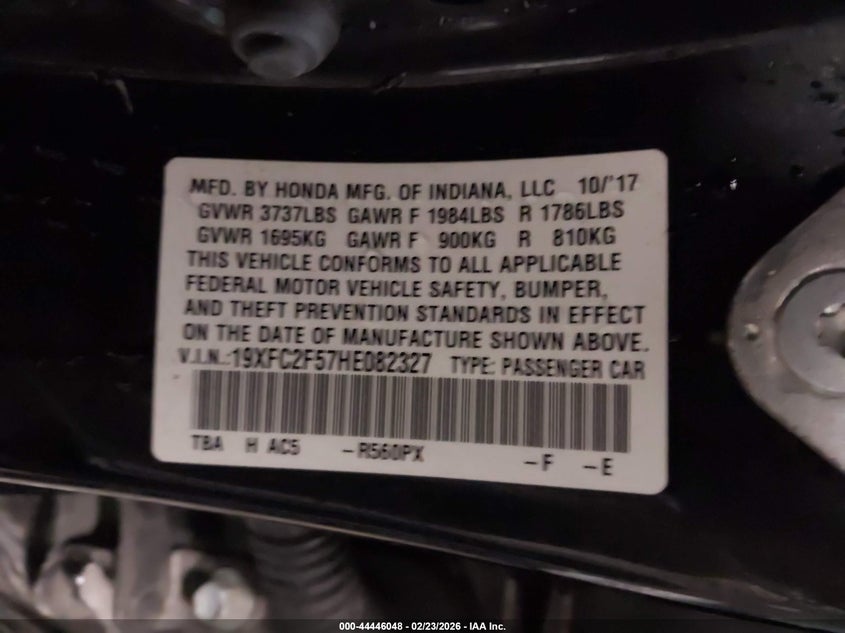 MFD. BY HONDA MFG. OF INDIANA, LLC 10/'17
GVWR 3737LBS GAWR F 1984LBS R 1786LBS
GVWR 1695KG GAWR F 900KG R 810KG
THIS VEHICLE CONFORMS TO ALL APPLICABLE
FEDERAL MOTOR VEHICLE SAFETY, BUMPER,
AND THEFT PREVENTION STANDARDS IN EFFECT
ON THE DATE OF MANUFACTURE SHOWN ABOVE.
V.I.N.:19XFC2F57HE082327 TYPE: PASSENGER CAR
TBA H AC5 -R560PX -F -E
000-44446048 - 02/23/2026 - IAA Inc.